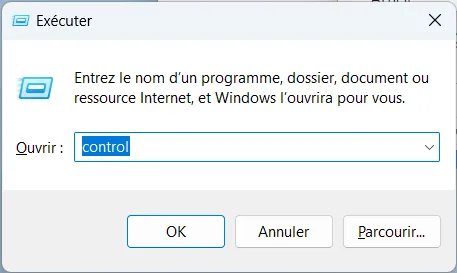 Exécuter
Entrez le nom d’un programme, dossier, document ou
ressource Internet, et Windows l’ouvrira pour vous.
Ouvrir : control
OK Annuler Parcourir...